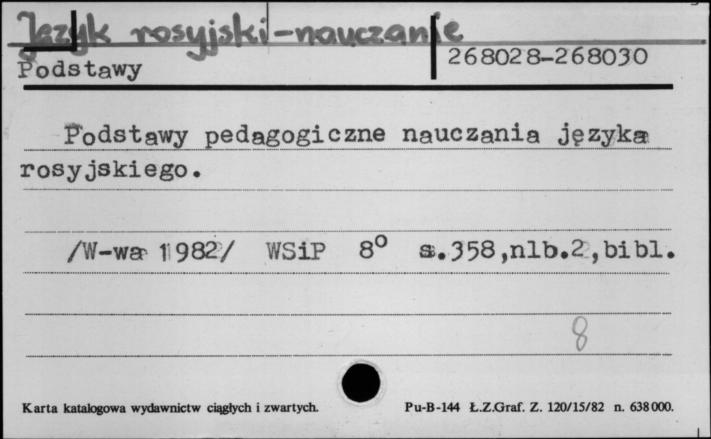 Język rosyjski-nauczanie
Podstawy
268028-268030
Podstawy pedagogiczne nauczania języka
rosyjskiego.
/W-wa 1982/ WSiP 8° s.358,nlb.2,bibl.
8
Karta katalogowa wydawnictw ciągłych i zwartych.
Pu-B-144 Ł.Z.Graf. Z. 120/15/82 n. 638000.